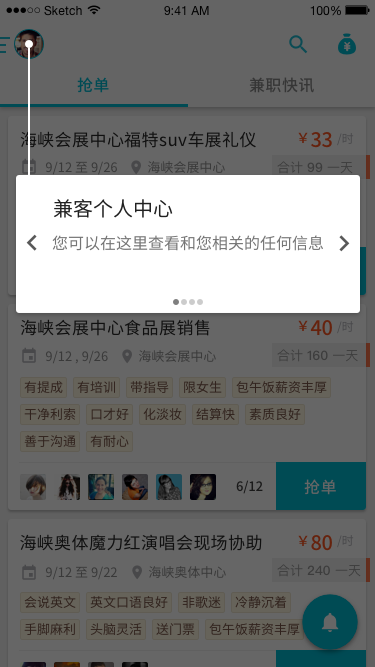 Sketch 9:41 AM 100%
抢单 兼职快讯
海峡会展中心福特suv车展礼仪 ¥33 /时
9/12 至 9/26 海峡会展中心 合计 99 一天
兼客个人中心
您可以在这里查看和您相关的任何信息
海峡会展中心食品展销售 ¥40 /时
9/12 , 9/26 海峡会展中心 合计 160 一天
有提成 有培训 带指导 限女生 包午饭薪资丰厚
干净利索 口才好 化淡妆 结算快 素质良好
善于沟通 有耐心
6/12 抢单
海峡奥体魔力红演唱会现场协助 ¥80 /时
9/12 至 9/22 海峡奥体中心 合计 240 一天
会说英文 英文口语良好 非歌迷 冷静沉着
手脚麻利 头脑灵活 送门票 包午饭薪资丰厚